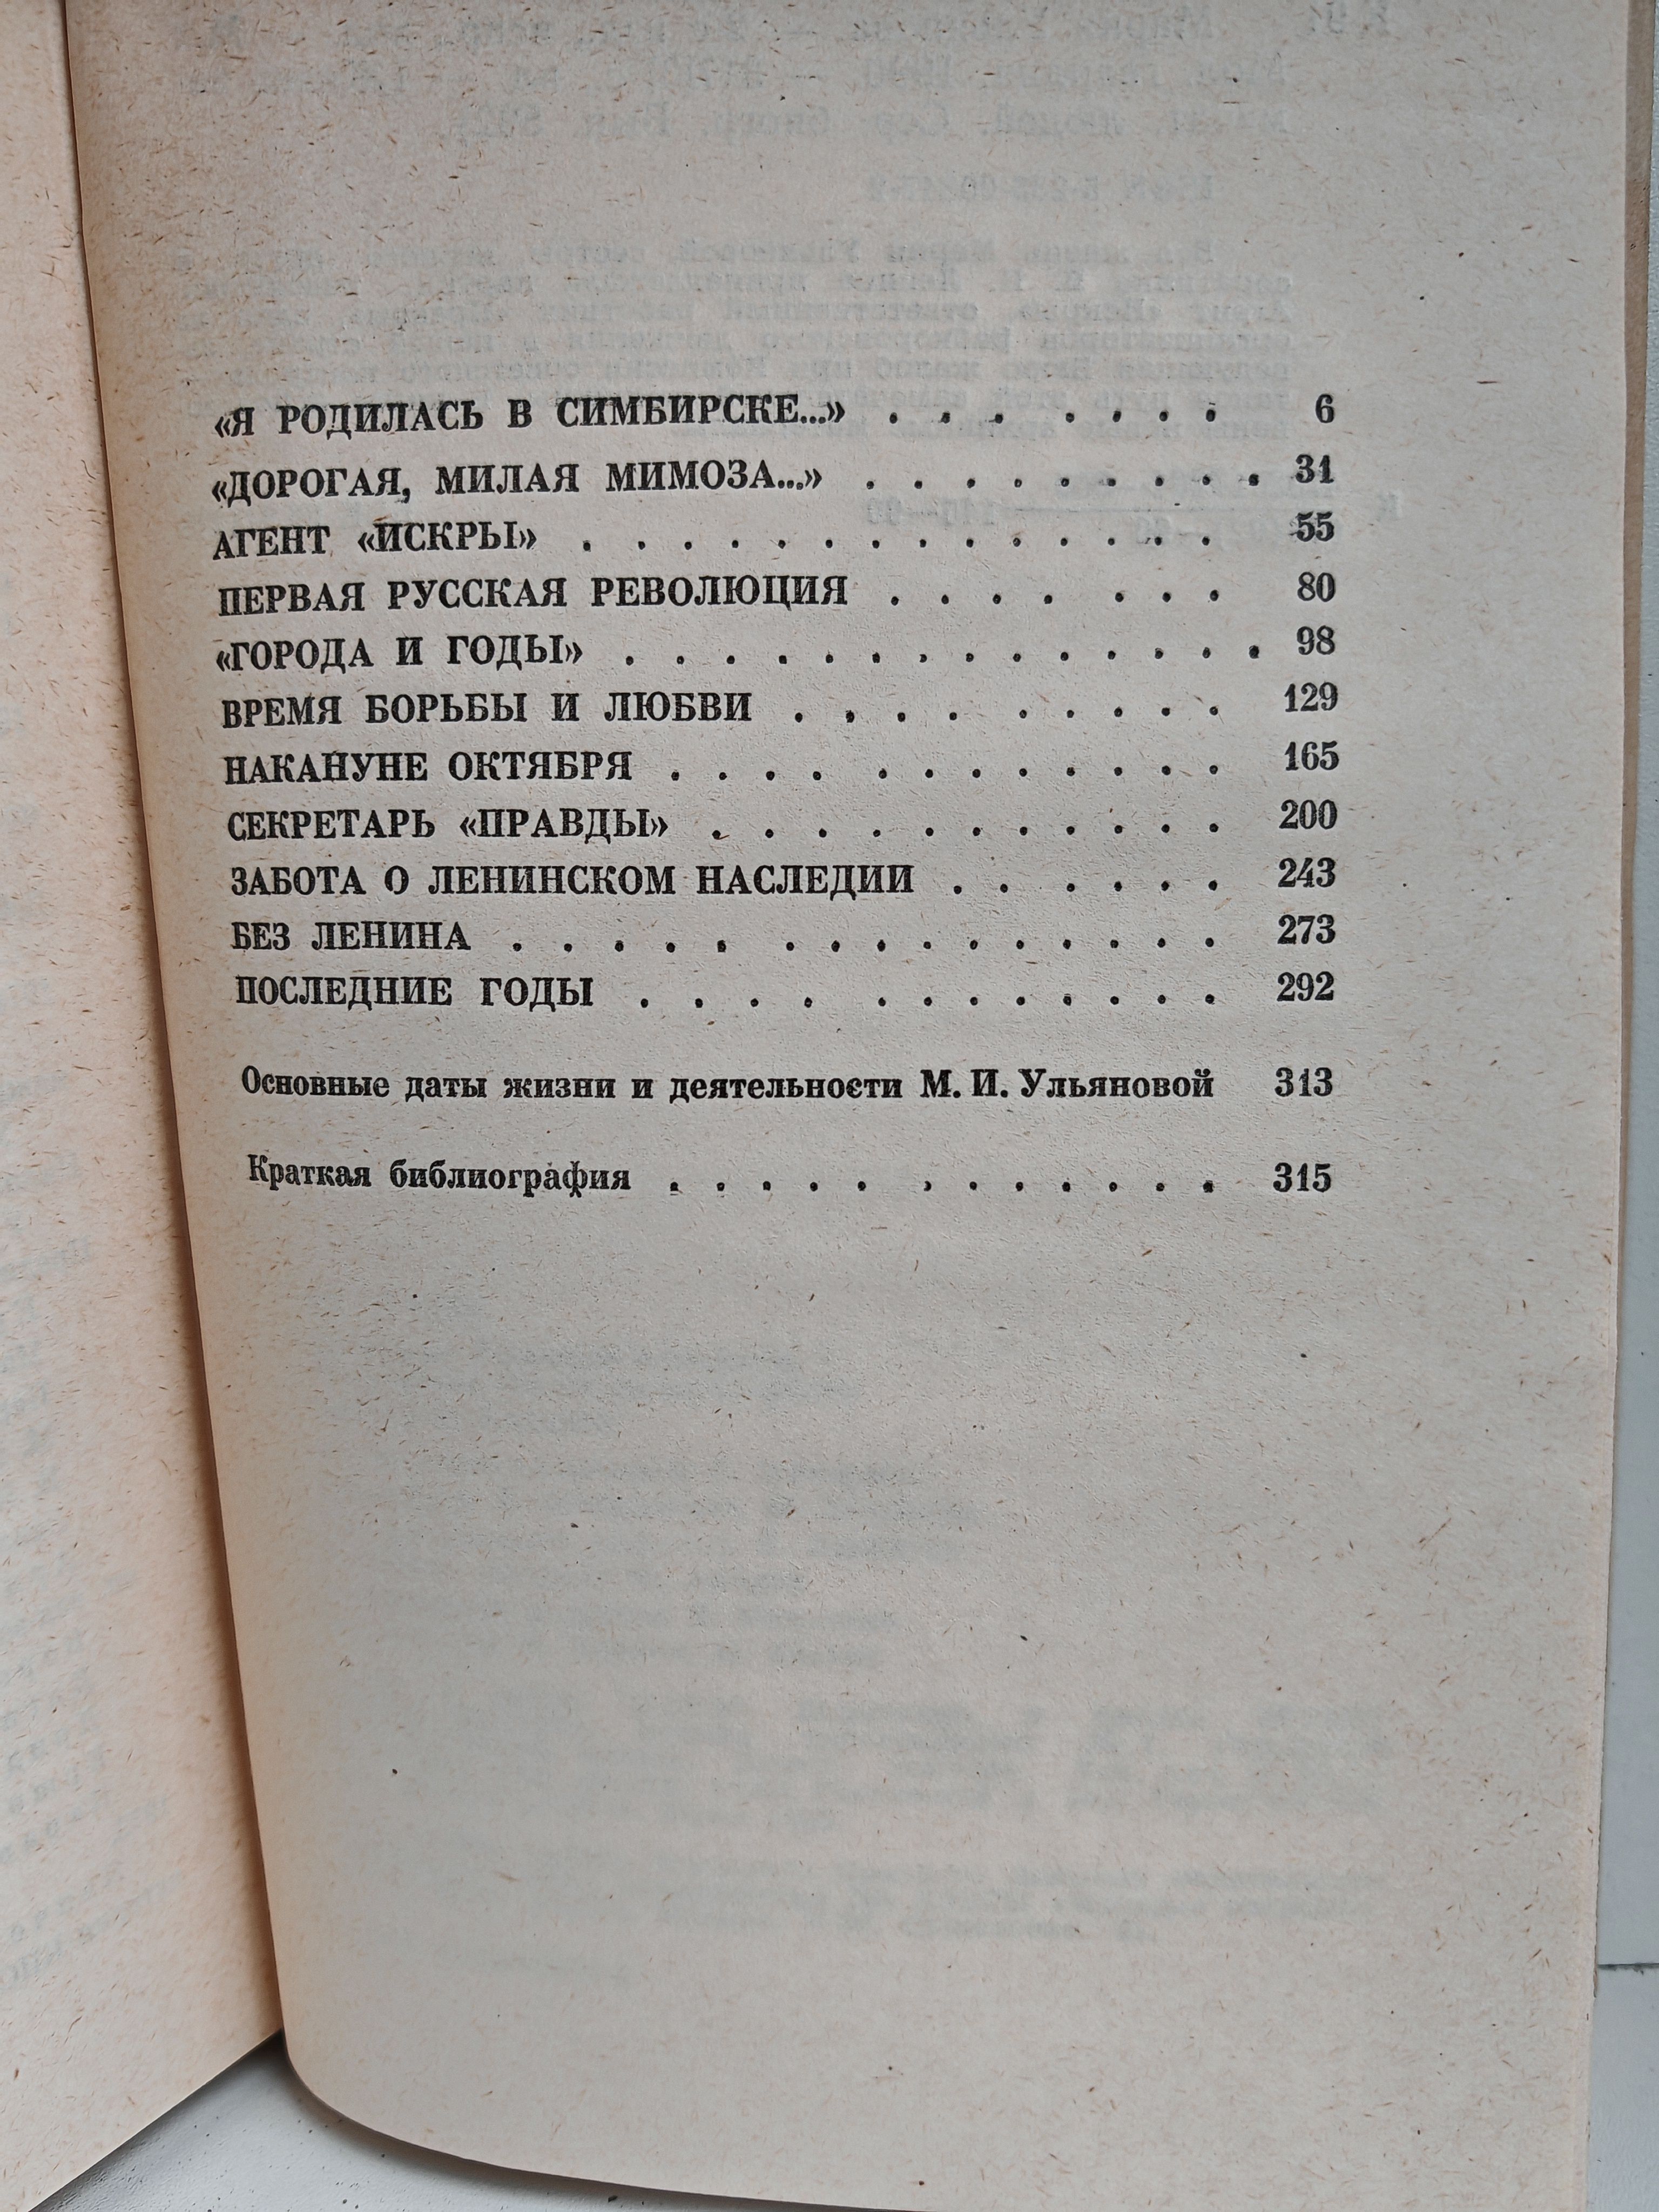 «Я РОДИЛАСЬ В СИМБИРСКЕ...» . . . . . . . 6
«ДОРОГАЯ, МИЛАЯ МИМОЗА...» . . . . . . . . . 31
АГЕНТ «ИСКРЫ» . . . . . . . . . . . . . 55
ПЕРВАЯ РУССКАЯ РЕВОЛЮЦИЯ . . . . . . . 80
«ГОРОДА И ГОДЫ» . . . . . . . . . . . . . 98
ВРЕМЯ БОРЬБЫ И ЛЮБВИ . . . . . . . . . 129
НАКАНУНЕ ОКТЯБРЯ . . . . . . . . . . . . 165
СЕКРЕТАРЬ «ПРАВДЫ» . . . . . . . . . . . 200
ЗАБОТА О ЛЕНИНСКОМ НАСЛЕДИИ . . . . . . 243
БЕЗ ЛЕНИНА . . . . . . . . . . . . . . . 273
ПОСЛЕДНИЕ ГОДЫ . . . . . . . . . . . . 292
Основные даты жизни и деятельности М. И. Ульяновой 313
Краткая библиография . . . . . . . . . . . . 315